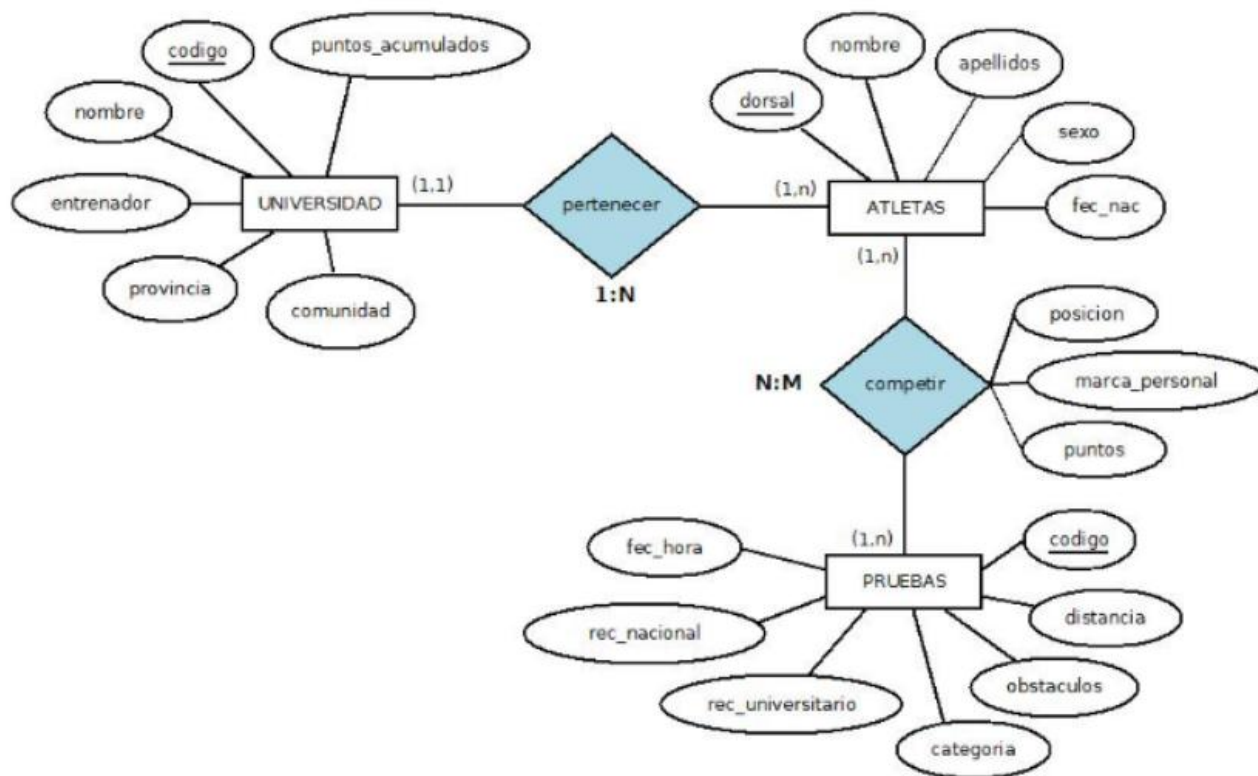 codigo
puntos_acumulados
nombre
entrenador
UNIVERSIDAD
provincia
comunidad
(1,1)
pertenecer
1:N
(1,n)
dorsal
nombre
apellidos
sexo
fec_nac
ATLETAS
(1,n)
N:M
competir
posicion
marca_personal
puntos
(1,n)
PRUEBAS
fec_hora
rec_nacional
rec_universitario
categoria
obstaculos
distancia
codigo